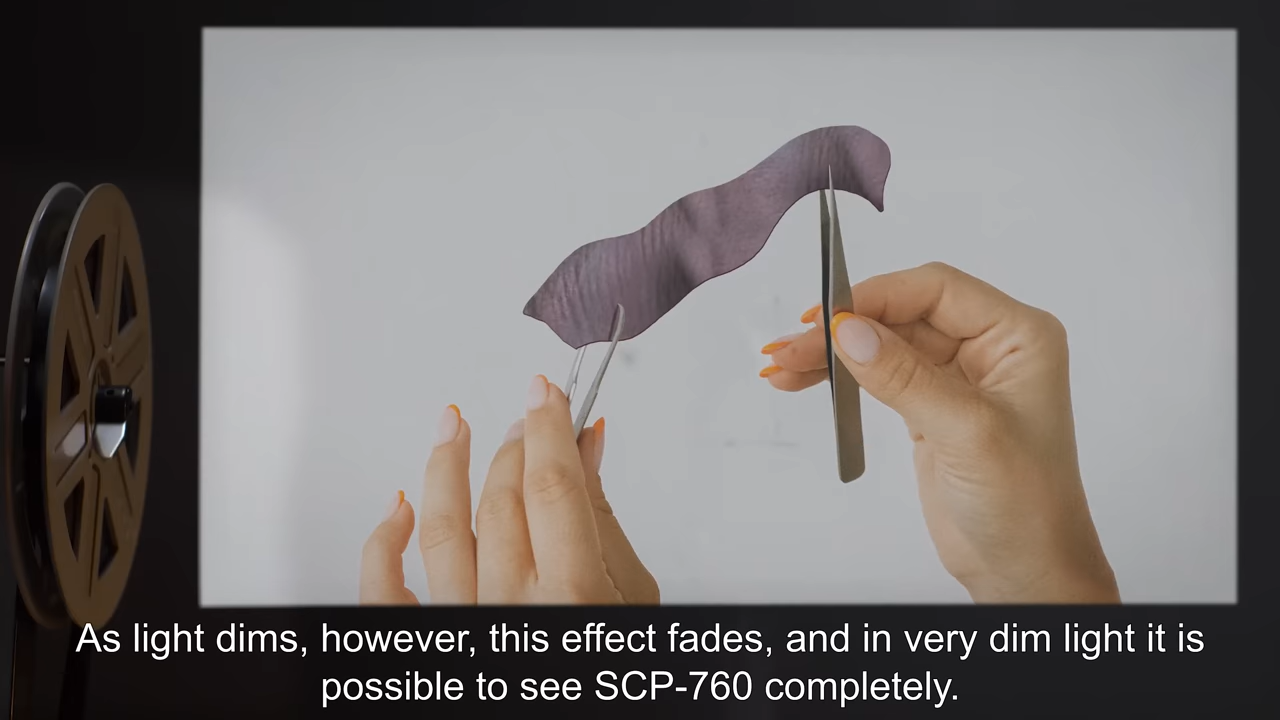 As light dims, however, this effect fades, and in very dim light it is
possible to see SCP-760 completely.